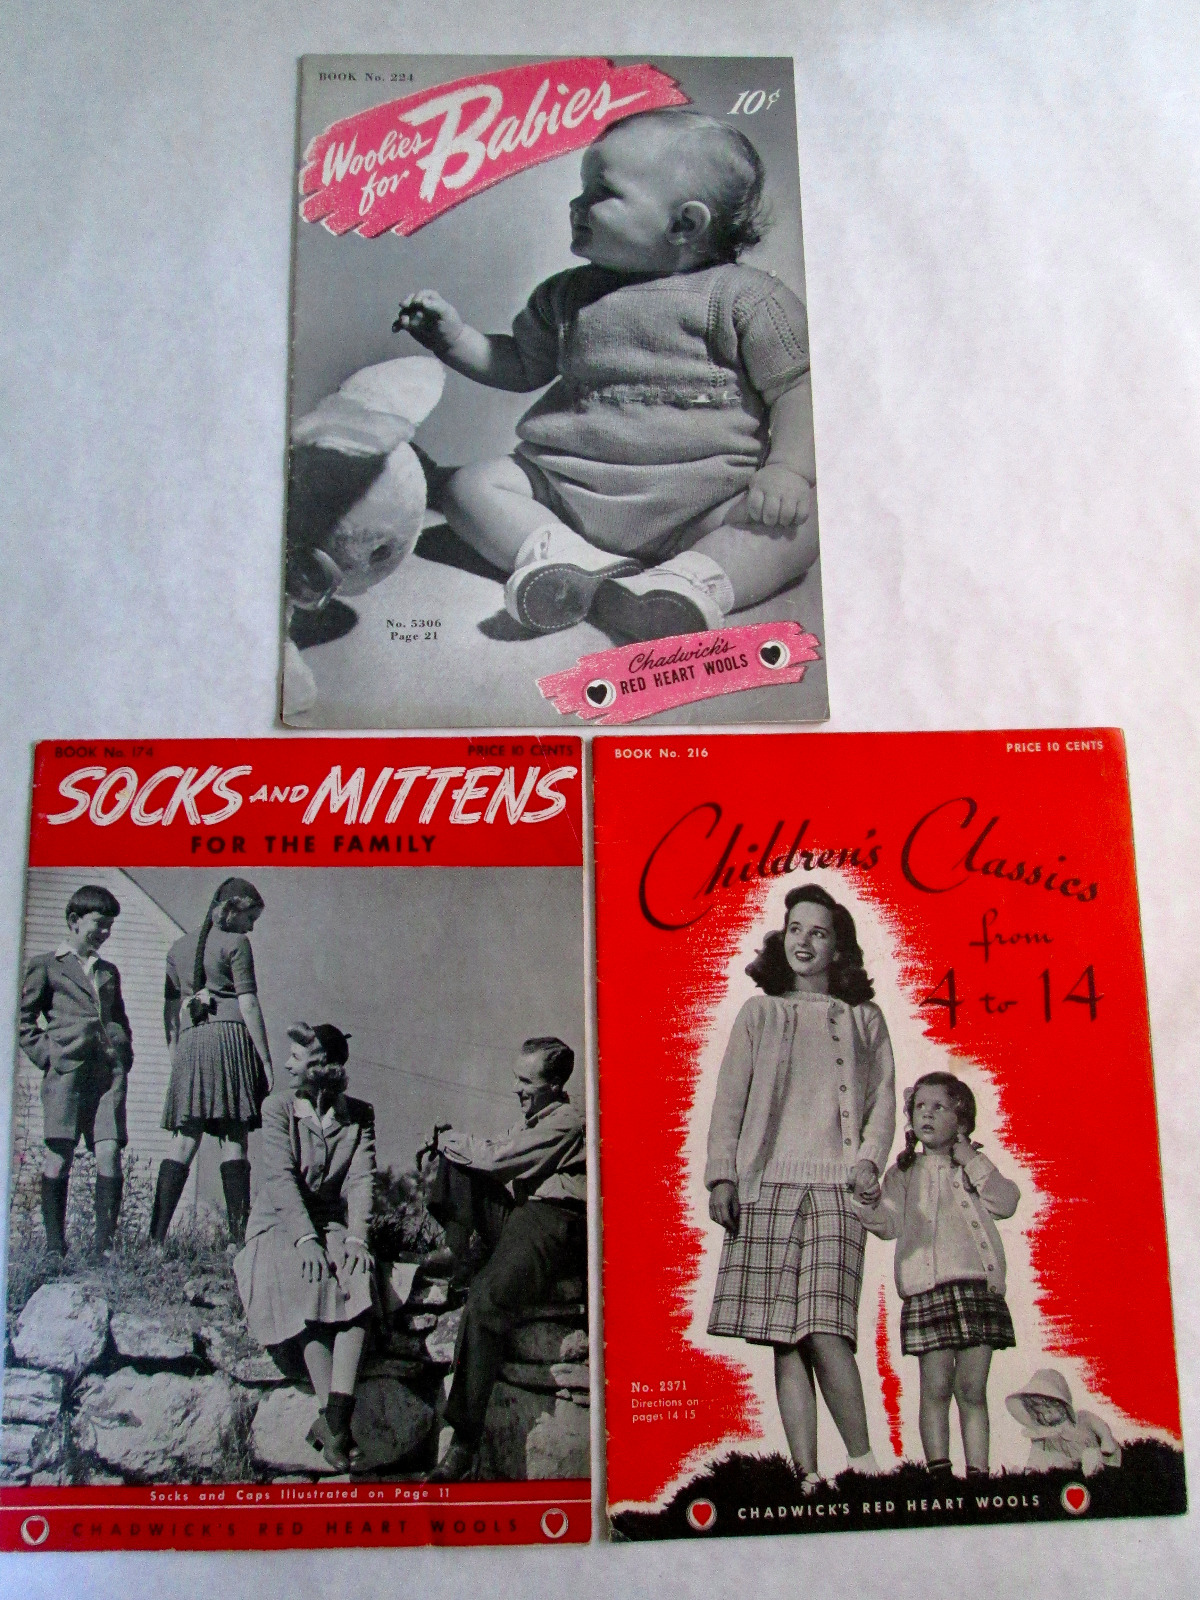 BOOK No. 224
Woolies
for Babies
10¢
No. 5306
Page 21
Chadwick's
RED HEART WOOLS
BOOK No. 174
PRICE 10 CENTS
SOCKS AND MITTENS
FOR THE FAMILY
Socks and Caps Illustrated on Page 11
CHADWICK'S RED HEART WOOLS
BOOK No. 216
PRICE 10 CENTS
Children's Classics
from
4 to 14
No. 2371
Directions on
pages 14 15
CHADWICK'S RED HEART WOOLS